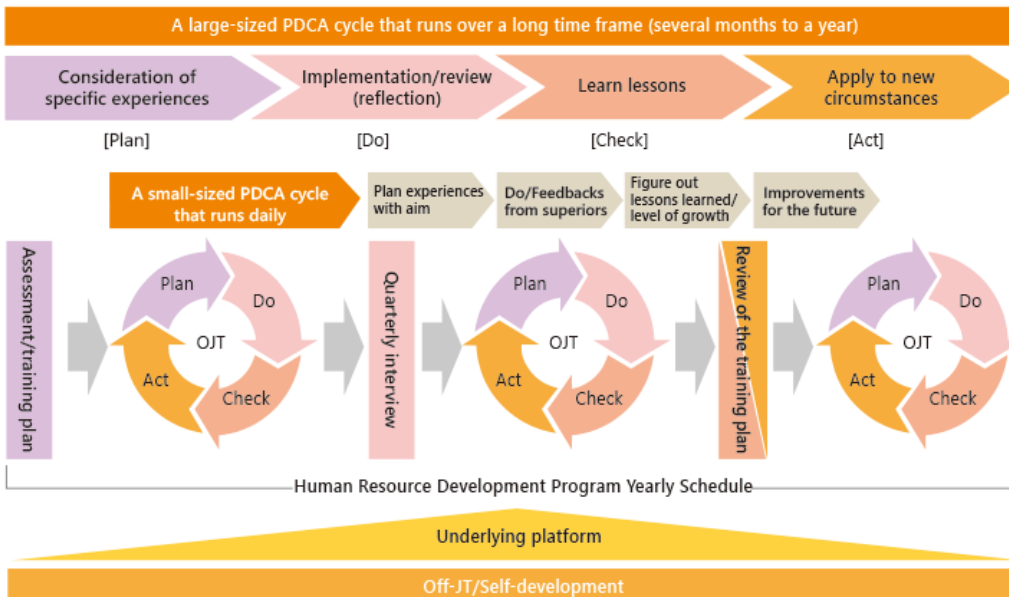 A large-sized PDCA cycle that runs over a long time frame (several months to a year)
Consideration of
specific experiences
Implementation/review
(reflection)
Learn lessons
Apply to new
circumstances
[Plan]
[Do]
[Check]
[Act]
A small-sized PDCA cycle
that runs daily
Plan experiences
with aim
Do/Feedbacks
from superiors
Figure out
lessons learned/
level of growth
Improvements
for the future
Assessment/training plan
Plan
Do
OJT
Act
Check
Quarterly interview
Plan
Do
OJT
Act
Check
Review of the training plan
Plan
Do
OJT
Act
Check
Human Resource Development Program Yearly Schedule
Underlying platform
Off-JT/Self-development